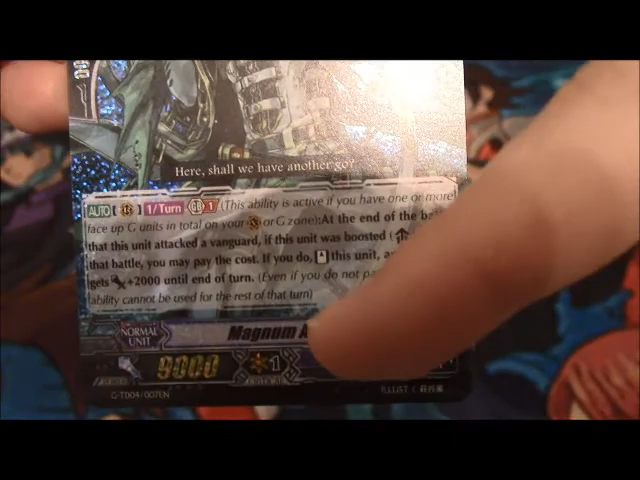 Here, shall we have another go?
AUTO [ ] 1/Turn GB 1 (This ability is active if you have one or more
face up G units in total on your or G zone):At the end of the
that this unit attacked a vanguard, if this unit was boosted (
that battle, you may pay the cost. If you do, this unit,
gets +2000 until end of turn. (Even if you do not
ability cannot be used for the rest of that turn)
NORMAL
UNIT
Magnum
9000
1
POWER
CRITICAL
G-TD04/007EN
ILLUST /